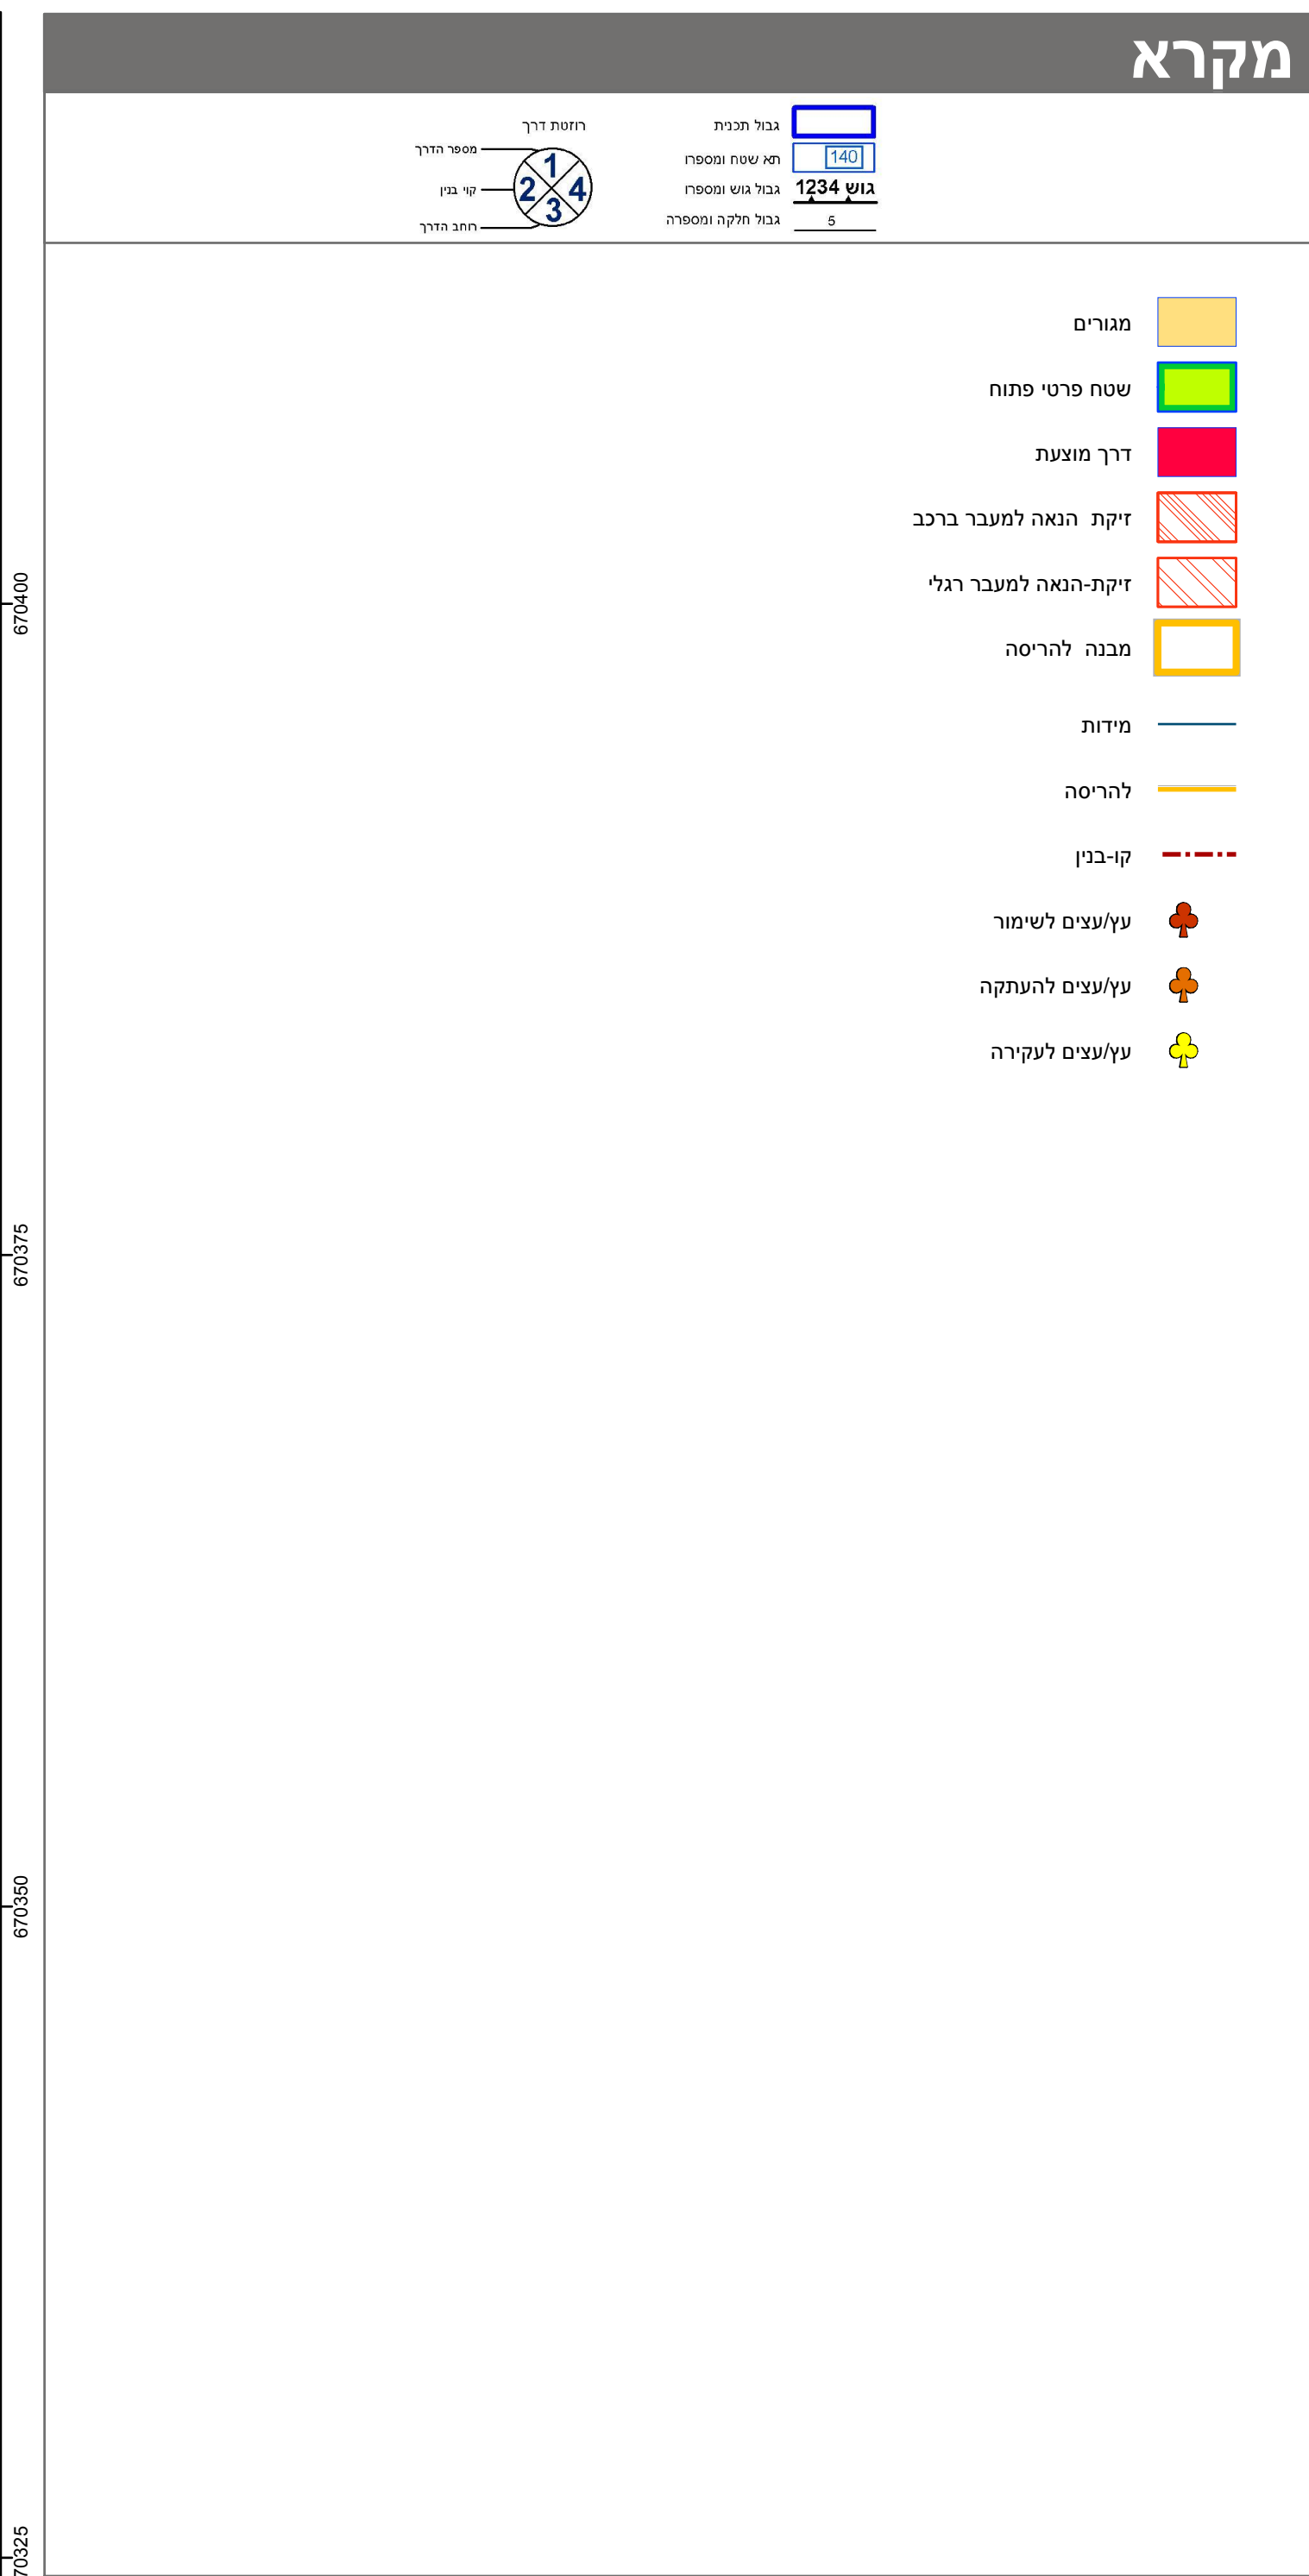 מקרא
גבול תכנית
140
תא שטח ומספרו
גוש 1234
גבול גוש ומספרו
5
גבול חלקה ומספרה
רוזטת דרך
מספר הדרך
קוי בנין
רוחב הדרך
1
2 4
3
מגורים
שטח פרטי פתוח
דרך מוצעת
זיקת הנאה למעבר ברכב
זיקת-הנאה למעבר רגלי
מבנה להריסה
מידות
להריסה
קו-בנין
עץ/עצים לשימור
עץ/עצים להעתקה
עץ/עצים לעקירה
670400
670375
670350